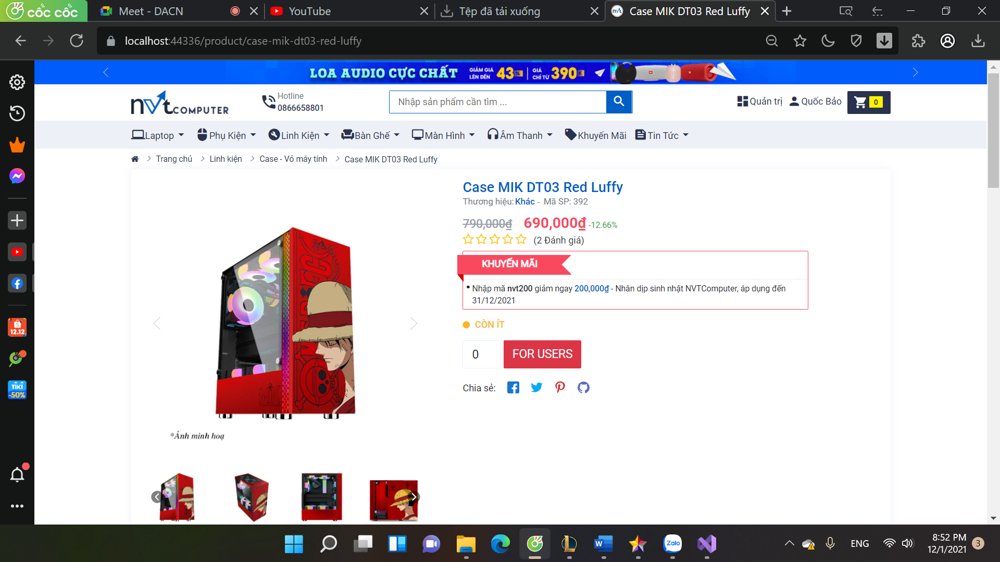 cốc cốc
Meet - DACN
YouTube
Tệp đã tải xuống
Case MIK DT03 Red Luffy
localhost:44336/product/case-mik-dt03-red-luffy
LOA AUDIO CỰC CHẤT
GIẢM GIÁ LÊN ĐẾN 43%
GIÁ CHỈ TỪ 390K
nvt COMPUTER
Hotline
0866658801
Nhập sản phẩm cần tìm ...
Quản trị
Quốc Bảo
0
Laptop
Phụ Kiện
Linh Kiện
Bàn Ghế
Màn Hình
Âm Thanh
Khuyến Mãi
Tin Tức
Trang chủ
Linh kiện
Case - Vỏ máy tính
Case MIK DT03 Red Luffy
Case MIK DT03 Red Luffy
Thương hiệu: Khác - Mã SP: 392
790,000₫ 690,000₫ -12.66%
(2 Đánh giá)
KHUYẾN MÃI
Nhập mã nvt200 giảm ngay 200,000₫ - Nhân dịp sinh nhật NVTComputer, áp dụng đến
31/12/2021
CÒN ÍT
0
FOR USERS
Chia sẻ:
MIK
*Ảnh minh hoạ
12.12
TIKI
-50%
W
Zalo
ENG
8:52 PM
12/1/2021
3